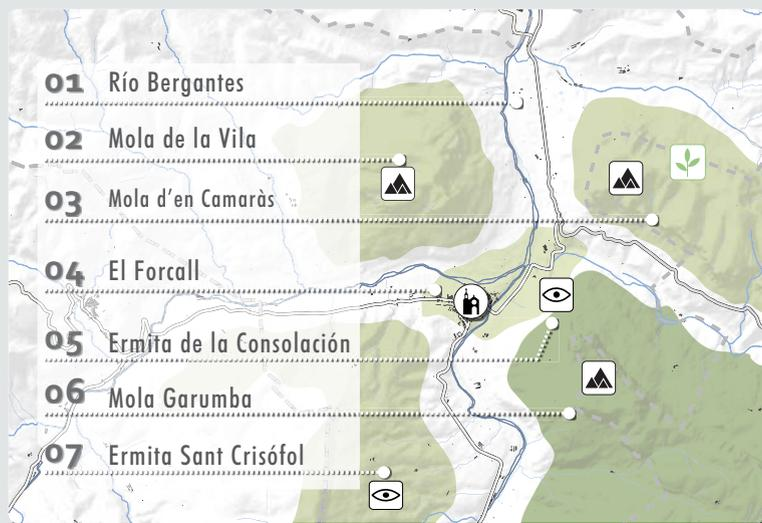 01 Río Bergantes
02 Mola de la Vila
03 Mola d'en Camaràs
04 El Forcall
05 Ermita de la Consolación
06 Mola Garumba
07 Ermita Sant Crisófol